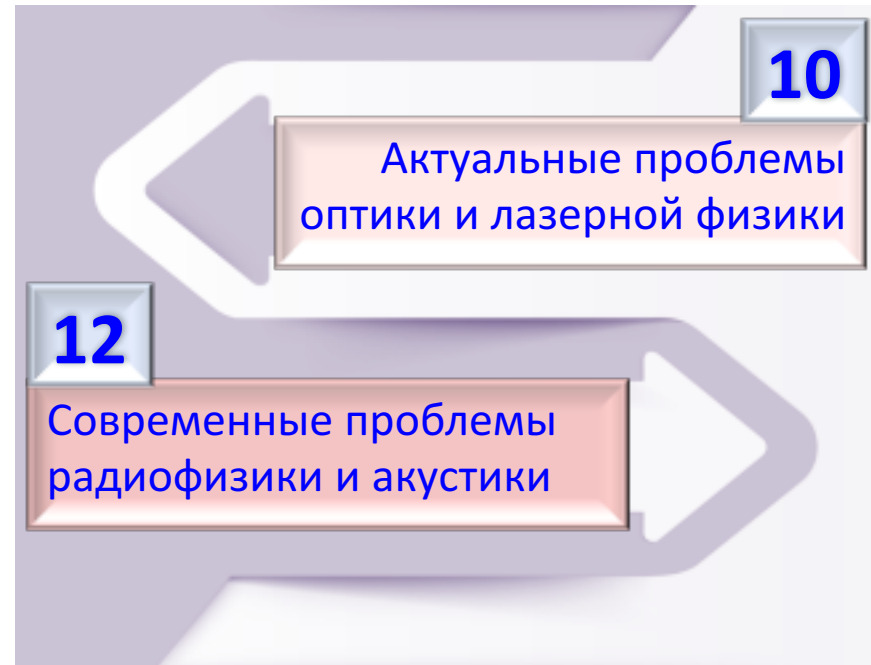 10
Актуальные проблемы
оптики и лазерной физики
12
Современные проблемы
радиофизики и акустики